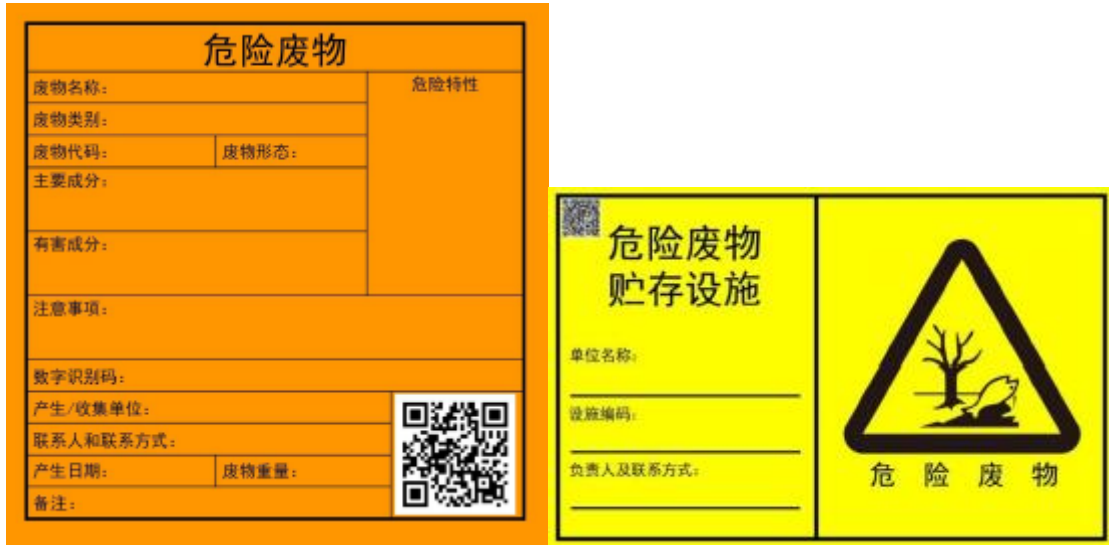 危险废物
废物名称：
危险特性
废物类别：
废物代码：
废物形态：
主要成分：
有害成分：
注意事项：
数字识别码：
产生/收集单位：
联系人和联系方式：
产生日期：
废物重量：
备注：
危险废物
贮存设施
单位名称：
设施编码：
负责人及联系方式：
危险废物